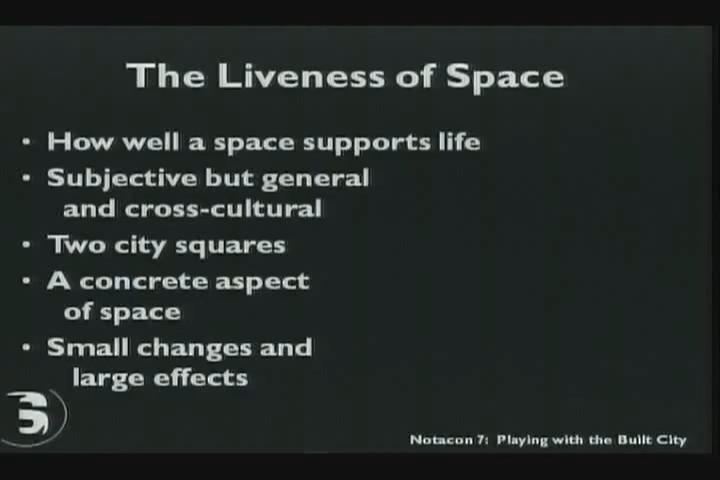 The Liveness of Space
• How well a space supports life
• Subjective but general
and cross-cultural
• Two city squares
• A concrete aspect
of space
• Small changes and
large effects
Notacon 7: Playing with the Built City